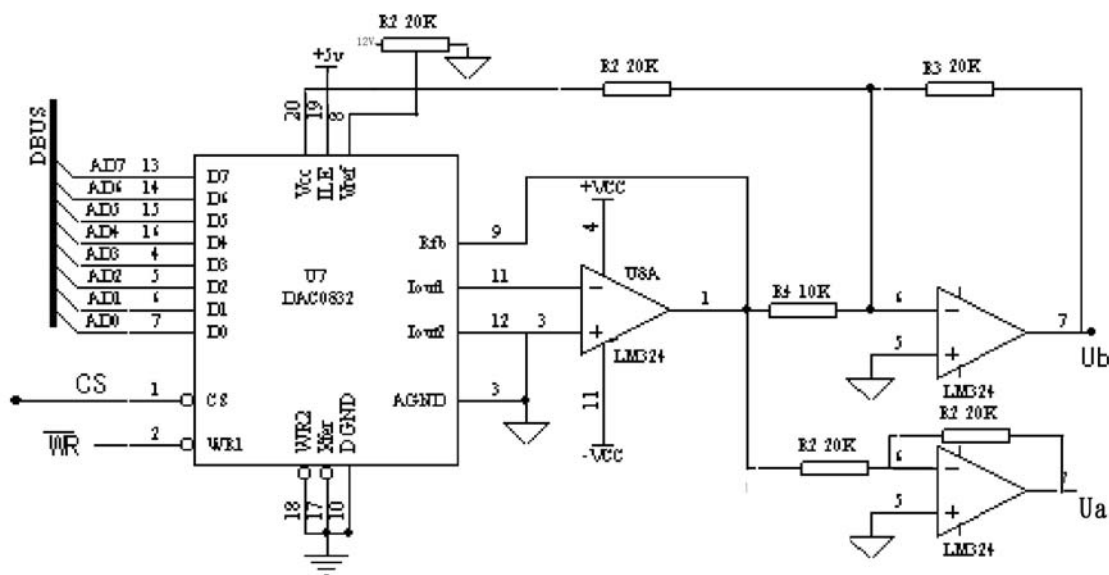 R2 20K
12V
+5v
R2 20K
R3 20K
20
19
8
DBUS
AD7 13 D7
AD6 14 D6
AD5 15 D5
AD4 16 D4
AD3 4 D3
AD2 5 D2
AD1 6 D1
AD0 7 D0
Vcc
ILE
Vref
U7
DAC0832
Rfb 9
Iout1 11
Iout2 12 3
AGND 3
+VCC
4
U8A
1
LM324
11
-VCC
R4 10K
6
5
7
Ub
LM324
CS 1 CS
WR 2 WR1
WR2
Xfer
DGND
18
17
10
R2 20K
R2 20K
6
5
7
Ua
LM324